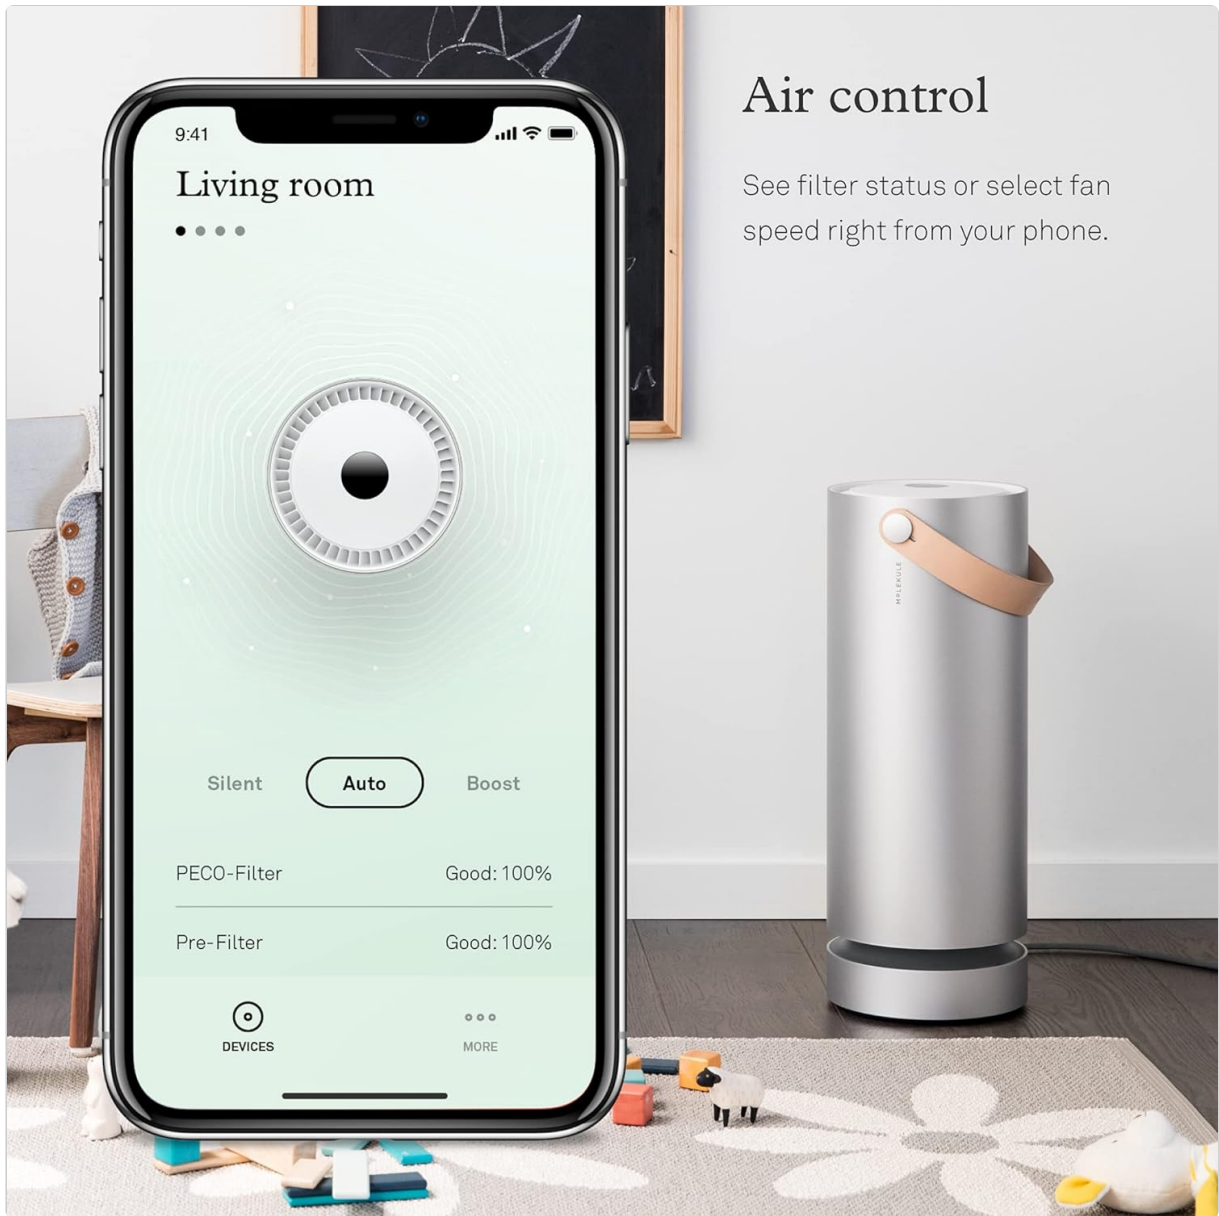 Air control
See filter status or select fan
speed right from your phone.
9:41
Living room
Silent Auto Boost
PECO-Filter Good: 100%
Pre-Filter Good: 100%
DEVICES MORE
MOLEKULE